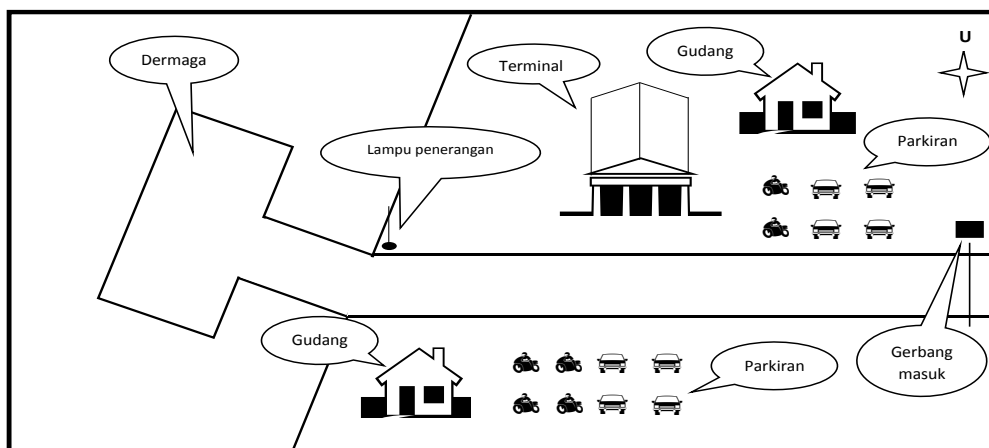 U
Dermaga
Terminal
Gudang
Lampu penerangan
Parkiran
Gudang
Parkiran
Gerbang
masuk